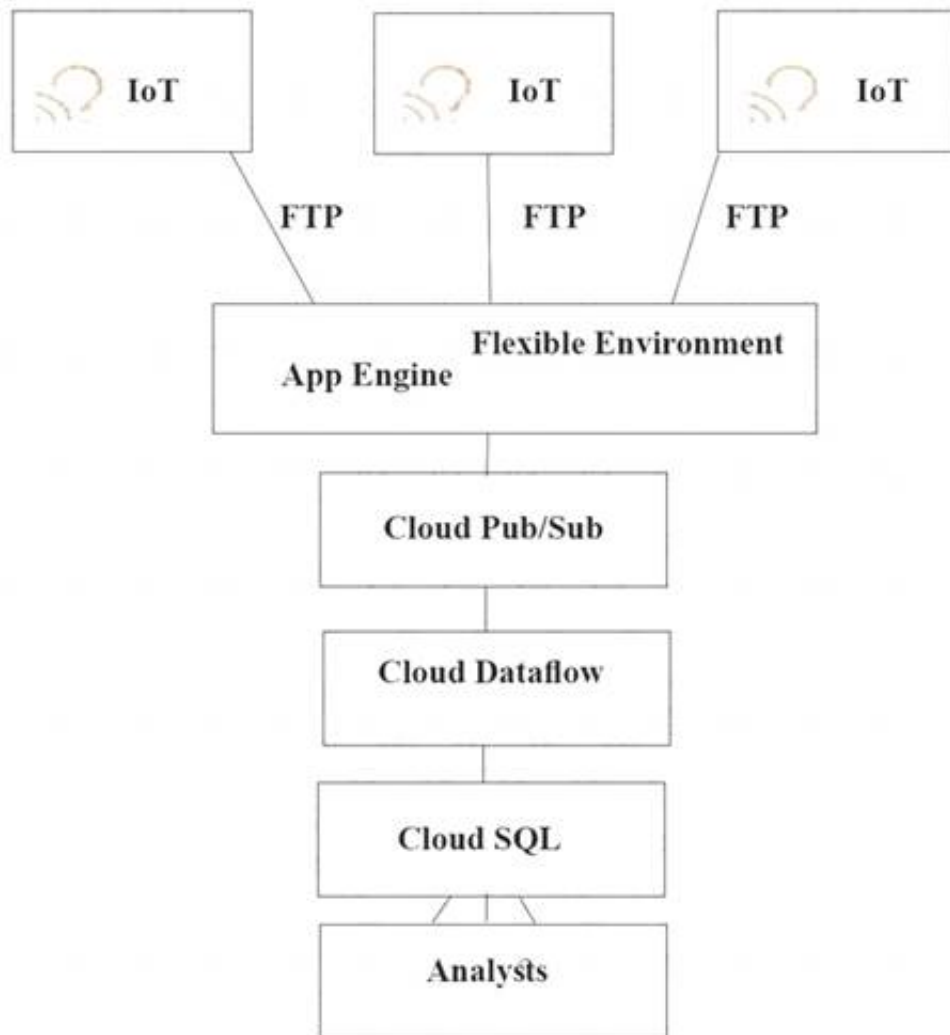 IoT
IoT
IoT
FTP
FTP
FTP
Flexible Environment
App Engine
Cloud Pub/Sub
Cloud Dataflow
Cloud SQL
Analysts